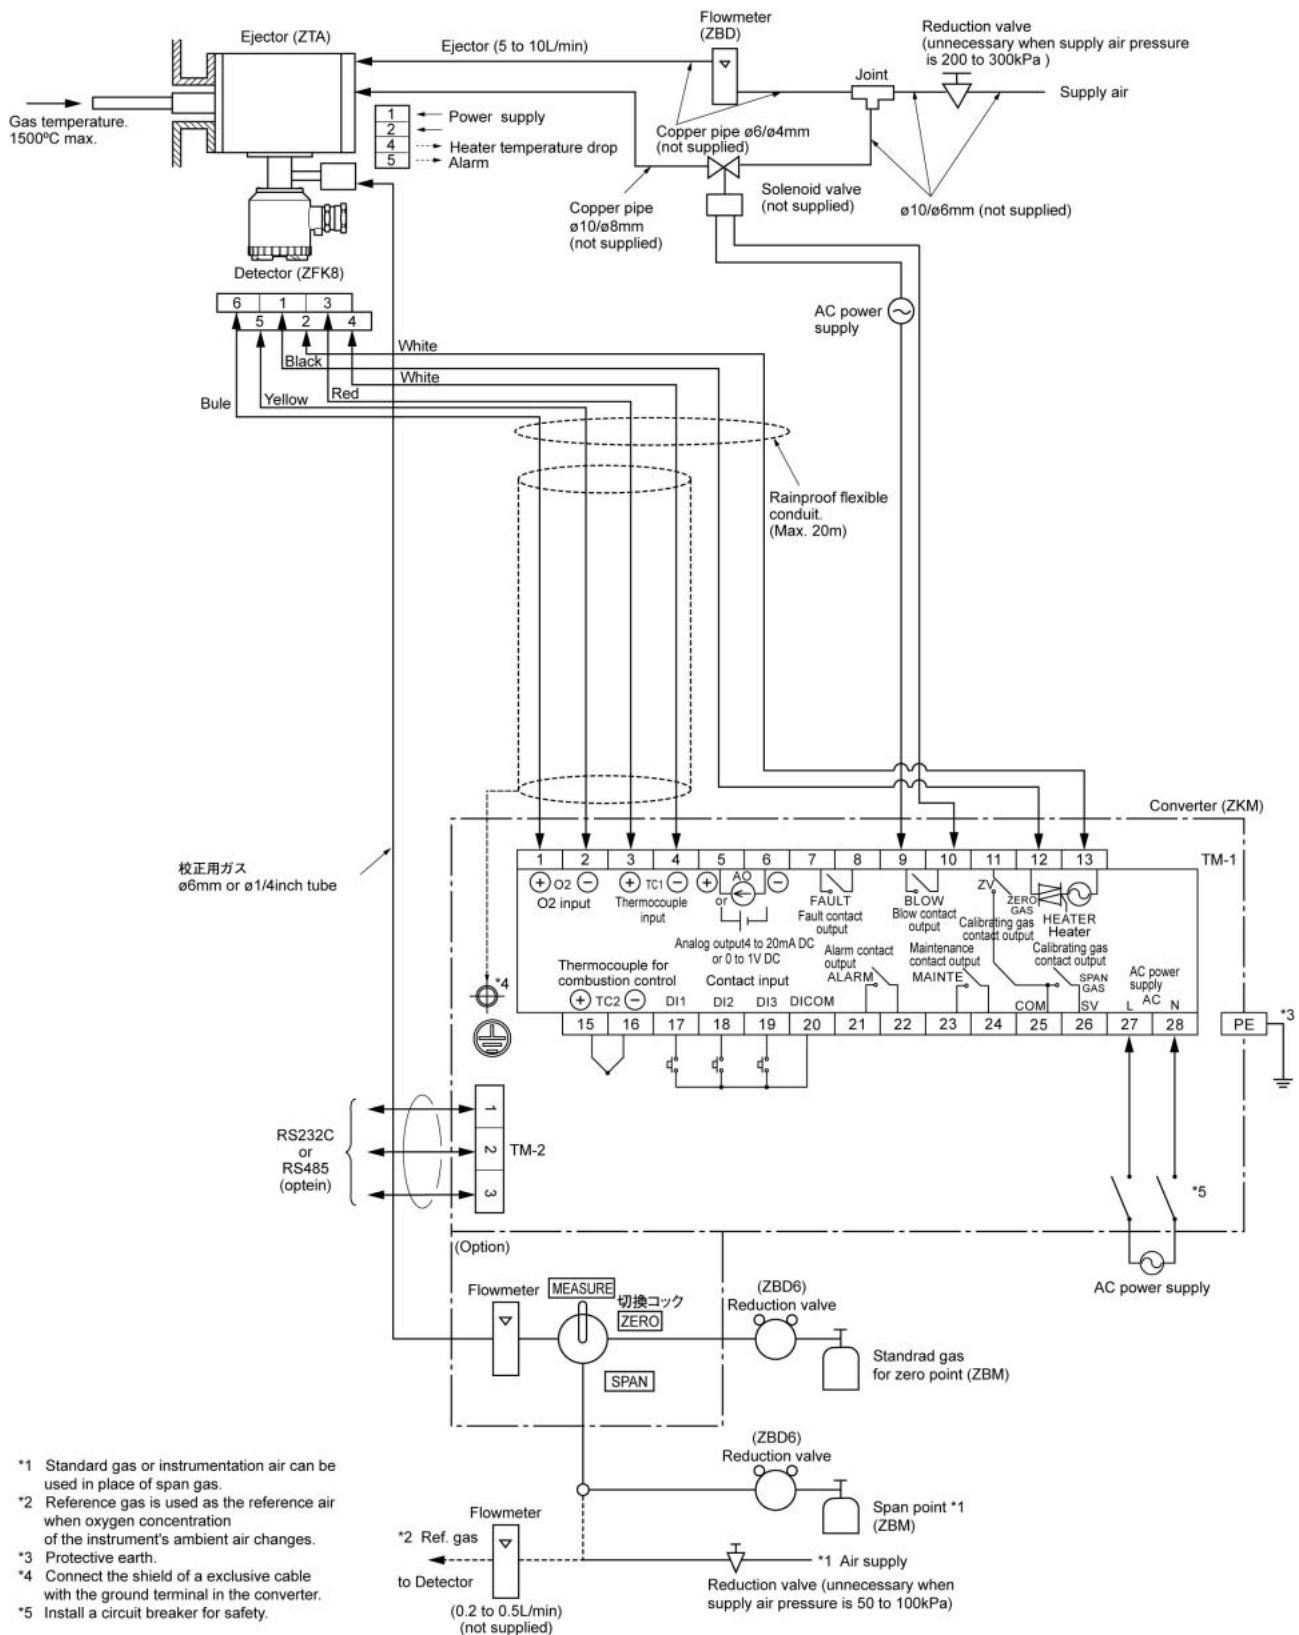 Ejector (ZTA)
Ejector (5 to 10L/min)
Flowmeter
(ZBD)
Reduction valve
(unnecessary when supply air pressure
is 200 to 300kPa )
Joint
Supply air
Gas temperature.
1500ºC max.
1
2
4
5
Power supply
Heater temperature drop
Alarm
Copper pipe ø6/ø4mm
(not supplied)
Solenoid valve
(not supplied)
ø10/ø6mm (not supplied)
Copper pipe
ø10/ø8mm
(not supplied)
Detector (ZFK8)
6 1 3
5 2 4
AC power
supply
White
Black
White
Red
Yellow
Bule
Rainproof flexible
conduit.
(Max. 20m)
Converter (ZKM)
校正用ガス
ø6mm or ø1/4inch tube
1 2 3 4 5 6 7 8 9 10 11 12 13
TM-1
O2
O2 input
TC1
Thermocouple
input
AO
or
Analog output4 to 20mA DC
or 0 to 1V DC
FAULT
Fault contact
output
BLOW
Blow contact
output
ZV
ZERO
GAS
Calibrating gas
contact output
HEATER
Heater
Thermocouple for
combustion control
TC2
Contact input
DI1 DI2 DI3 DICOM
Alarm contact
output
ALARM
Maintenance
contact output
MAINTE
Calibrating gas
contact output
SPAN
GAS
COM
SV
AC power
supply
AC
L N
*4
15 16 17 18 19 20 21 22 23 24 25 26 27 28
PE
*3
RS232C
or
RS485
(optein)
1
2
3
TM-2
*5
AC power supply
(Option)
Flowmeter
MEASURE
切換コック
ZERO
SPAN
(ZBD6)
Reduction valve
Standrad gas
for zero point (ZBM)
(ZBD6)
Reduction valve
Span point *1
(ZBM)
Flowmeter
*2 Ref. gas
to Detector
(0.2 to 0.5L/min)
(not supplied)
*1 Air supply
Reduction valve (unnecessary when
supply air pressure is 50 to 100kPa)
*1 Standard gas or instrumentation air can be
used in place of span gas.
*2 Reference gas is used as the reference air
when oxygen concentration
of the instrument's ambient air changes.
*3 Protective earth.
*4 Connect the shield of a exclusive cable
with the ground terminal in the converter.
*5 Install a circuit breaker for safety.